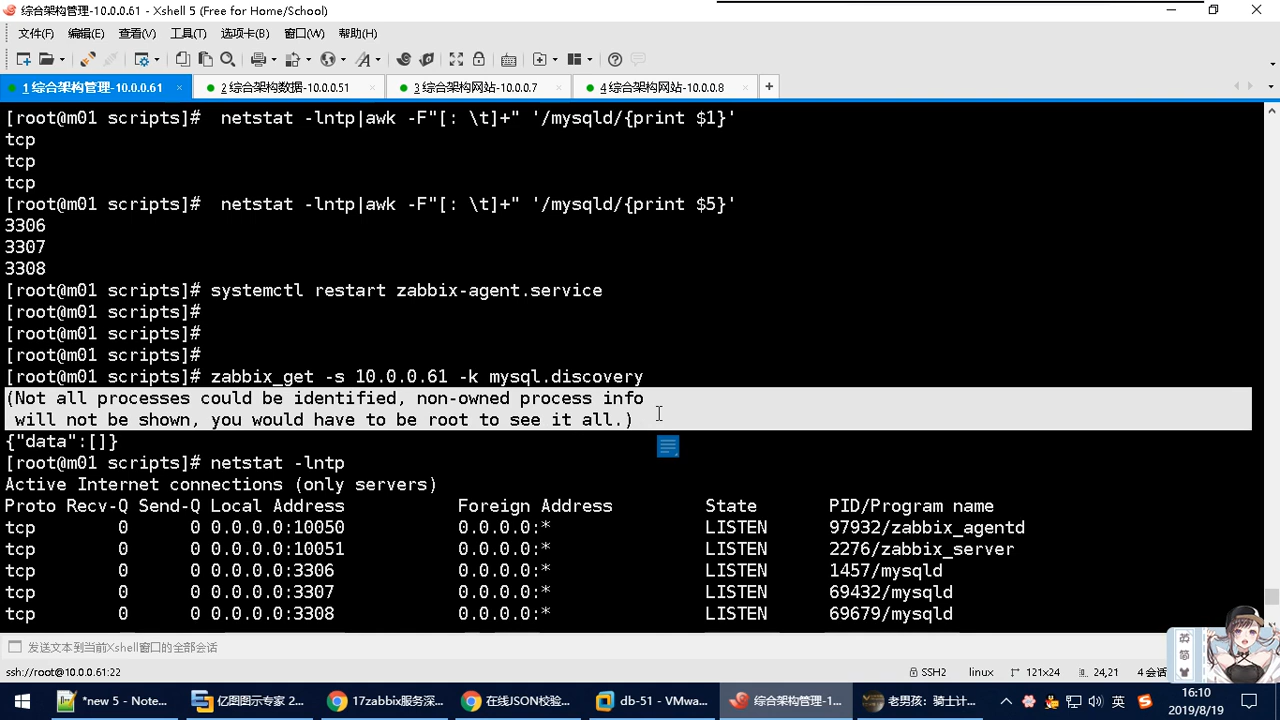 综合架构管理-10.0.0.61 - Xshell 5 (Free for Home/School)
文件(F) 编辑(E) 查看(V) 工具(T) 选项卡(B) 窗口(W) 帮助(H)
1 综合架构管理-10.0.0.61 × 2 综合架构数据-10.0.0.51 × 3 综合架构网站-10.0.0.7 × 4 综合架构网站-10.0.0.8 × +
[root@m01 scripts]#  netstat -lntp|awk -F"[: \t]+" '/mysqld/{print $1}'
tcp
tcp
tcp
[root@m01 scripts]#  netstat -lntp|awk -F"[: \t]+" '/mysqld/{print $5}'
3306
3307
3308
[root@m01 scripts]# systemctl restart zabbix-agent.service
[root@m01 scripts]#
[root@m01 scripts]#
[root@m01 scripts]#
[root@m01 scripts]# zabbix_get -s 10.0.0.61 -k mysql.discovery
(Not all processes could be identified, non-owned process info
 will not be shown, you would have to be root to see it all.)
{"data":[]}
[root@m01 scripts]# netstat -lntp
Active Internet connections (only servers)
Proto Recv-Q Send-Q Local Address           Foreign Address         State       PID/Program name
tcp        0      0 0.0.0.0:10050           0.0.0.0:*               LISTEN      97932/zabbix_agentd
tcp        0      0 0.0.0.0:10051           0.0.0.0:*               LISTEN      2276/zabbix_server
tcp        0      0 0.0.0.0:3306            0.0.0.0:*               LISTEN      1457/mysqld
tcp        0      0 0.0.0.0:3307            0.0.0.0:*               LISTEN      69432/mysqld
tcp        0      0 0.0.0.0:3308            0.0.0.0:*               LISTEN      69679/mysqld
发送文本到当前Xshell窗口的全部会话
ssh://root@10.0.0.61:22 SSH2 linux 121x24 24,21 4 会话
英
简
*new 5 - Note... 亿图图示专家 2... 17zabbix服务深... 在线JSON校验... db-51 - VMwa... 综合架构管理-1... 老男孩：骑士计... 英 16:10
2019/8/19